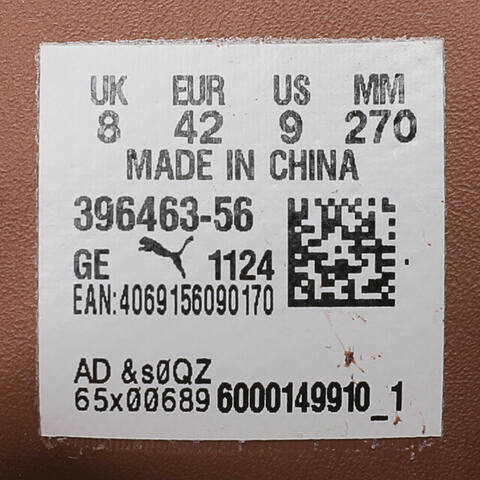 UK EUR US MM
8 42 9 270
MADE IN CHINA
396463-56
GE 1124
EAN:4069156090170
AD &s0QZ
65x00689 6000149910_1